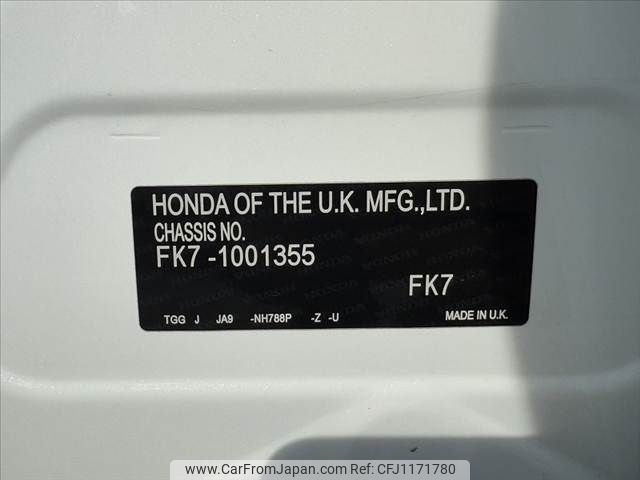 HONDA OF THE U.K. MFG.,LTD.
CHASSIS NO.
FK7 -1001355
FK7
TGG J JA9 -NH788P -Z -U MADE IN U.K.
www.CarFromJapan.com / CFJ1171780